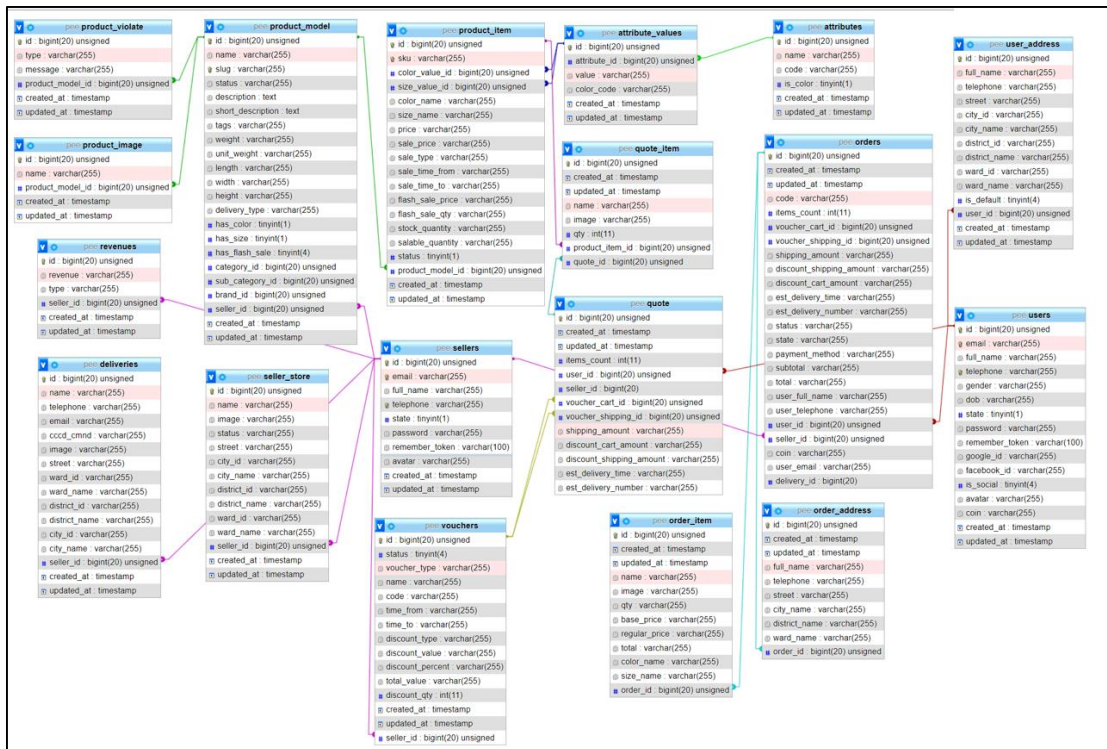 pee product_violate
id : bigint(20) unsigned
type : varchar(255)
message : varchar(255)
product_model_id : bigint(20) unsigned
created_at : timestamp
updated_at : timestamp
pee product_image
id : bigint(20) unsigned
name : varchar(255)
product_model_id : bigint(20) unsigned
created_at : timestamp
updated_at : timestamp
pee revenues
id : bigint(20) unsigned
revenue : varchar(255)
type : varchar(255)
seller_id : bigint(20) unsigned
created_at : timestamp
updated_at : timestamp
pee deliveries
id : bigint(20) unsigned
name : varchar(255)
telephone : varchar(255)
email : varchar(255)
cccd_cmnd : varchar(255)
image : varchar(255)
street : varchar(255)
ward_id : varchar(255)
ward_name : varchar(255)
district_id : varchar(255)
district_name : varchar(255)
city_id : varchar(255)
city_name : varchar(255)
seller_id : bigint(20) unsigned
created_at : timestamp
updated_at : timestamp
pee product_model
id : bigint(20) unsigned
name : varchar(255)
slug : varchar(255)
status : varchar(255)
description : text
short_description : text
tags : varchar(255)
weight : varchar(255)
unit_weight : varchar(255)
length : varchar(255)
width : varchar(255)
height : varchar(255)
delivery_type : varchar(255)
has_color : tinyint(1)
has_size : tinyint(1)
has_flash_sale : tinyint(4)
category_id : bigint(20) unsigned
sub_category_id : bigint(20) unsigned
brand_id : bigint(20) unsigned
seller_id : bigint(20) unsigned
created_at : timestamp
updated_at : timestamp
pee seller_store
id : bigint(20) unsigned
name : varchar(255)
image : varchar(255)
status : varchar(255)
street : varchar(255)
city_id : varchar(255)
city_name : varchar(255)
district_id : varchar(255)
district_name : varchar(255)
ward_id : varchar(255)
ward_name : varchar(255)
seller_id : bigint(20) unsigned
created_at : timestamp
updated_at : timestamp
pee product_item
id : bigint(20) unsigned
sku : varchar(255)
color_value_id : bigint(20) unsigned
size_value_id : bigint(20) unsigned
color_name : varchar(255)
size_name : varchar(255)
price : varchar(255)
sale_price : varchar(255)
sale_type : varchar(255)
sale_time_from : varchar(255)
sale_time_to : varchar(255)
flash_sale_price : varchar(255)
flash_sale_qty : varchar(255)
stock_quantity : varchar(255)
salable_quantity : varchar(255)
status : tinyint(1)
product_model_id : bigint(20) unsigned
created_at : timestamp
updated_at : timestamp
pee sellers
id : bigint(20) unsigned
email : varchar(255)
full_name : varchar(255)
telephone : varchar(255)
state : tinyint(1)
password : varchar(255)
remember_token : varchar(100)
avatar : varchar(255)
created_at : timestamp
updated_at : timestamp
pee vouchers
id : bigint(20) unsigned
status : tinyint(4)
voucher_type : varchar(255)
name : varchar(255)
code : varchar(255)
time_from : varchar(255)
time_to : varchar(255)
discount_type : varchar(255)
discount_value : varchar(255)
discount_percent : varchar(255)
total_value : varchar(255)
discount_qty : int(11)
created_at : timestamp
updated_at : timestamp
seller_id : bigint(20) unsigned
pee attribute_values
id : bigint(20) unsigned
attribute_id : bigint(20) unsigned
value : varchar(255)
color_code : varchar(255)
created_at : timestamp
updated_at : timestamp
pee quote_item
id : bigint(20) unsigned
created_at : timestamp
updated_at : timestamp
name : varchar(255)
image : varchar(255)
qty : int(11)
product_item_id : bigint(20) unsigned
quote_id : bigint(20) unsigned
pee quote
id : bigint(20) unsigned
created_at : timestamp
updated_at : timestamp
items_count : int(11)
user_id : bigint(20) unsigned
seller_id : bigint(20)
voucher_cart_id : bigint(20) unsigned
voucher_shipping_id : bigint(20) unsigned
shipping_amount : varchar(255)
discount_cart_amount : varchar(255)
discount_shipping_amount : varchar(255)
est_delivery_time : varchar(255)
est_delivery_number : varchar(255)
pee order_item
id : bigint(20) unsigned
created_at : timestamp
updated_at : timestamp
name : varchar(255)
image : varchar(255)
qty : varchar(255)
base_price : varchar(255)
regular_price : varchar(255)
total : varchar(255)
color_name : varchar(255)
size_name : varchar(255)
order_id : bigint(20) unsigned
pee attributes
id : bigint(20) unsigned
name : varchar(255)
code : varchar(255)
is_color : tinyint(1)
created_at : timestamp
updated_at : timestamp
pee orders
id : bigint(20) unsigned
created_at : timestamp
updated_at : timestamp
code : varchar(255)
items_count : int(11)
voucher_cart_id : bigint(20) unsigned
voucher_shipping_id : bigint(20) unsigned
shipping_amount : varchar(255)
discount_shipping_amount : varchar(255)
discount_cart_amount : varchar(255)
est_delivery_time : varchar(255)
est_delivery_number : varchar(255)
status : varchar(255)
state : varchar(255)
payment_method : varchar(255)
subtotal : varchar(255)
total : varchar(255)
user_full_name : varchar(255)
user_telephone : varchar(255)
user_id : bigint(20) unsigned
seller_id : bigint(20) unsigned
coin : varchar(255)
user_email : varchar(255)
delivery_id : bigint(20)
pee order_address
id : bigint(20) unsigned
created_at : timestamp
updated_at : timestamp
full_name : varchar(255)
telephone : varchar(255)
street : varchar(255)
city_name : varchar(255)
district_name : varchar(255)
ward_name : varchar(255)
order_id : bigint(20) unsigned
pee user_address
id : bigint(20) unsigned
full_name : varchar(255)
telephone : varchar(255)
street : varchar(255)
city_id : varchar(255)
city_name : varchar(255)
district_id : varchar(255)
district_name : varchar(255)
ward_id : varchar(255)
ward_name : varchar(255)
is_default : tinyint(4)
user_id : bigint(20) unsigned
created_at : timestamp
updated_at : timestamp
pee users
id : bigint(20) unsigned
email : varchar(255)
full_name : varchar(255)
telephone : varchar(255)
gender : varchar(255)
dob : varchar(255)
state : tinyint(1)
password : varchar(255)
remember_token : varchar(100)
google_id : varchar(255)
facebook_id : varchar(255)
is_social : tinyint(4)
avatar : varchar(255)
coin : varchar(255)
created_at : timestamp
updated_at : timestamp